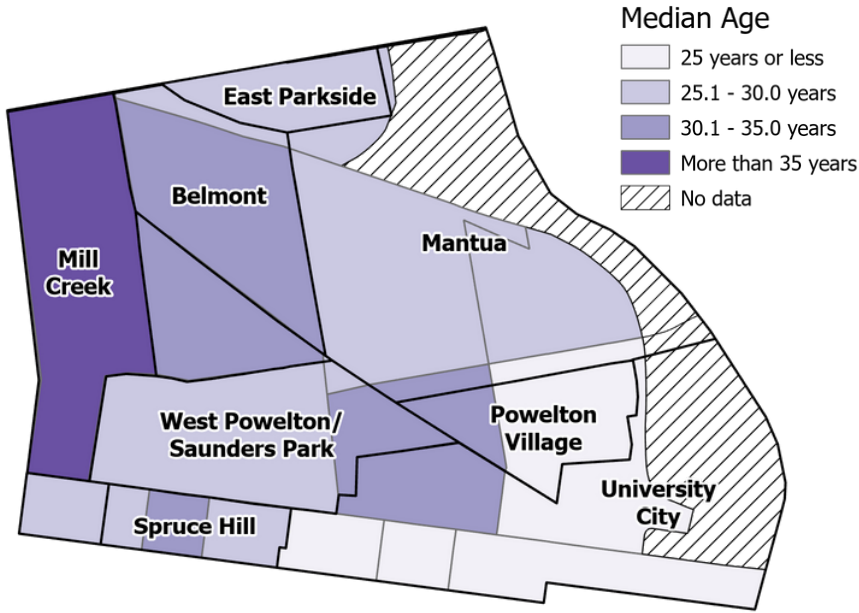 Median Age
25 years or less
25.1 - 30.0 years
30.1 - 35.0 years
More than 35 years
No data
East Parkside
Belmont
Mantua
Mill
Creek
West Powelton/
Saunders Park
Powelton
Village
University
City
Spruce Hill